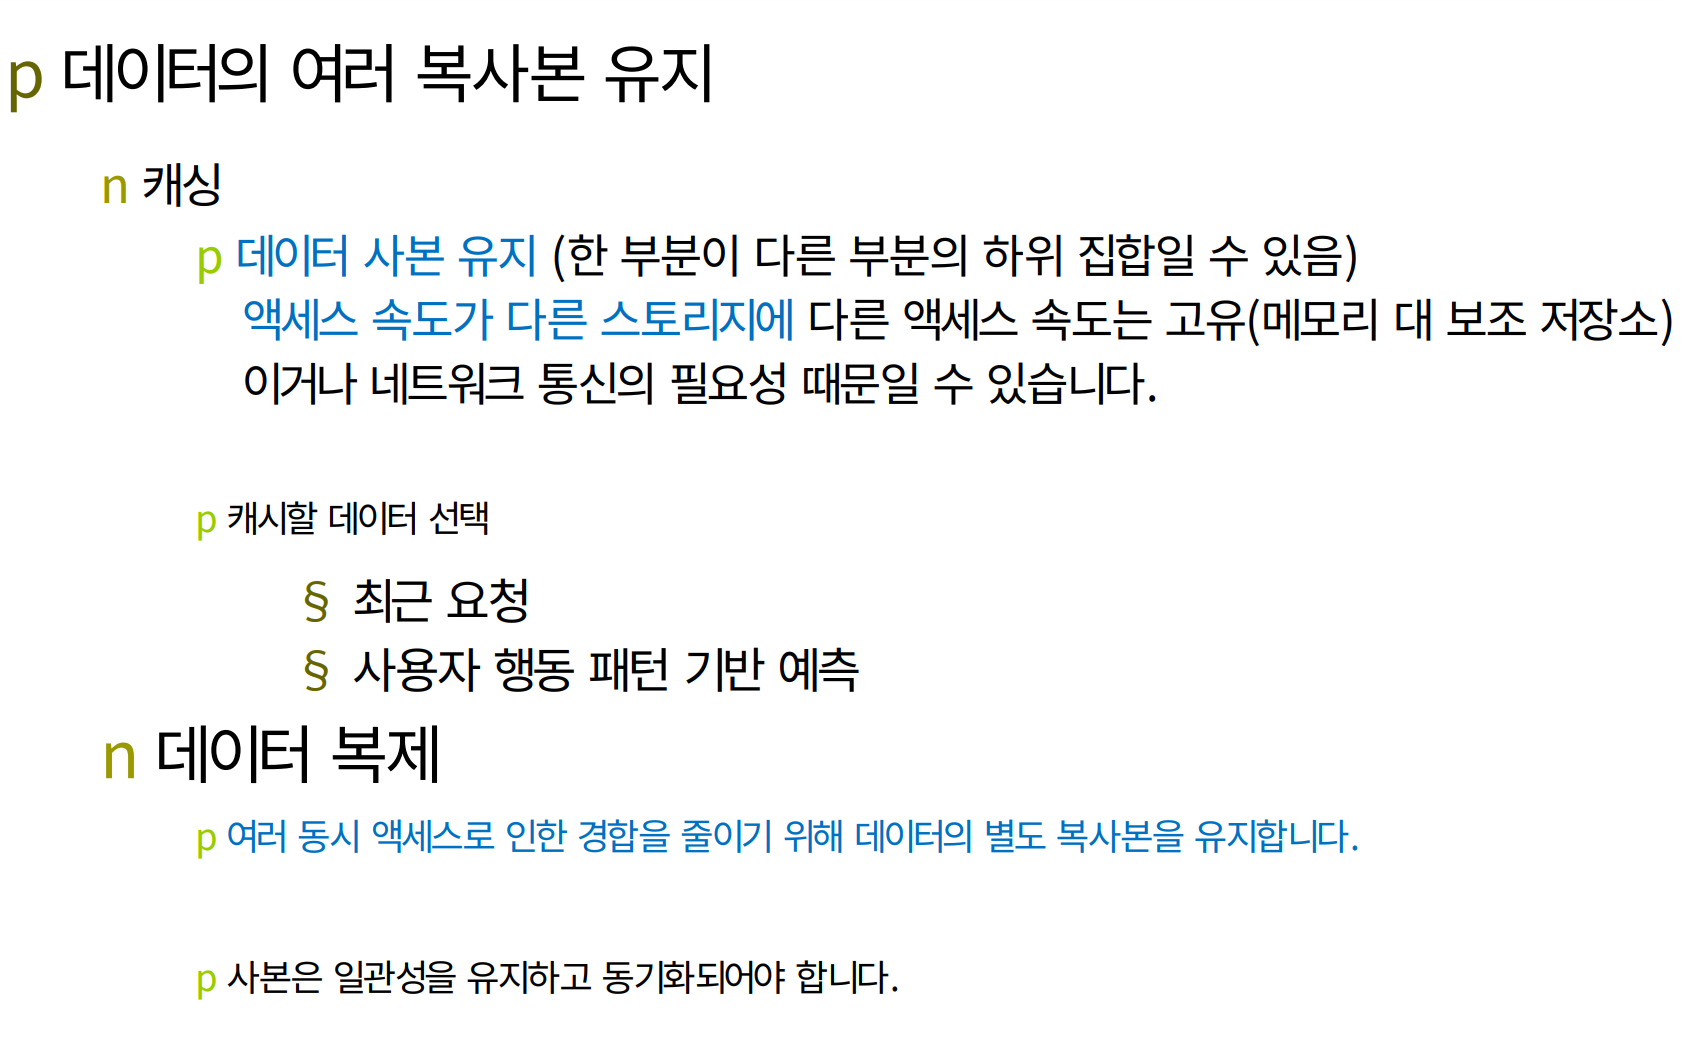 p 데이터의 여러 복사본 유지
n 캐싱
p 데이터 사본 유지 (한 부분이 다른 부분의 하위 집합일 수 있음)
액세스 속도가 다른 스토리지에 다른 액세스 속도는 고유(메모리 대 보조 저장소)
이거나 네트워크 통신의 필요성 때문일 수 있습니다.
p 캐시할 데이터 선택
§ 최근 요청
§ 사용자 행동 패턴 기반 예측
n 데이터 복제
p 여러 동시 액세스로 인한 경합을 줄이기 위해 데이터의 별도 복사본을 유지합니다.
p 사본은 일관성을 유지하고 동기화되어야 합니다.